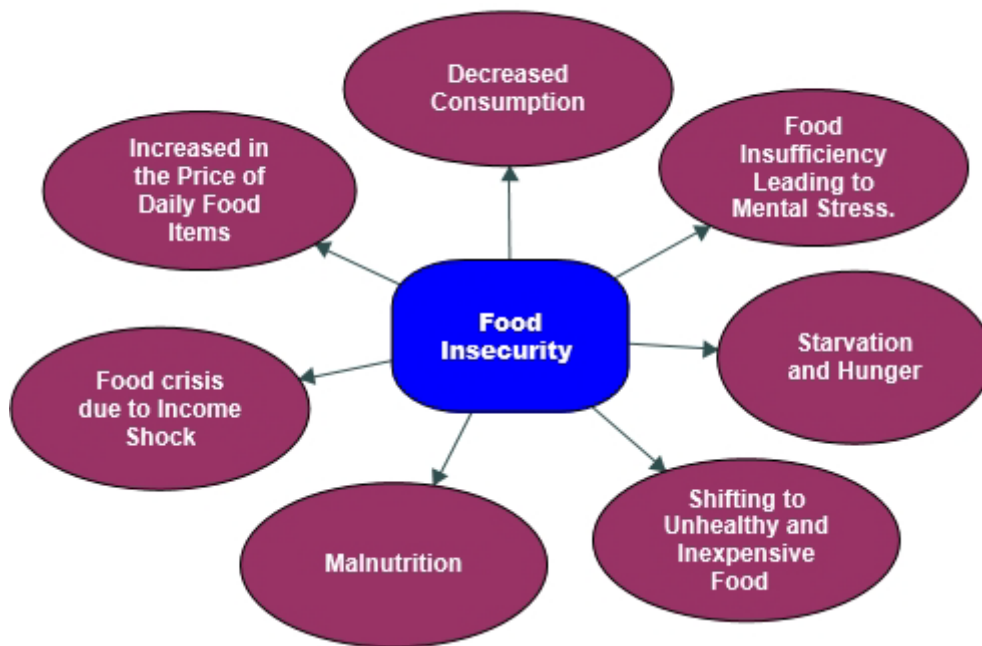 Decreased
Consumption
Food
Insufficiency
Leading to
Mental Stress.
Increased in
the Price of
Daily Food
Items
Food
Insecurity
Starvation
and Hunger
Food crisis
due to Income
Shock
Shifting to
Unhealthy and
Inexpensive
Food
Malnutrition